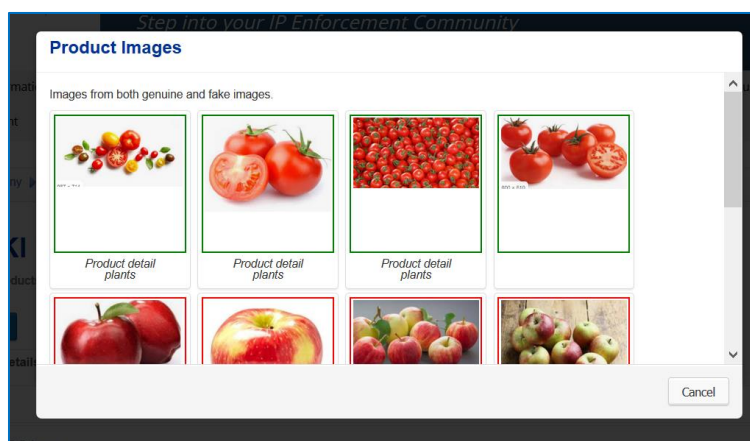 Step into your IP Enforcement Community
Product Images
Images from both genuine and fake images.
Product detail
plants
Product detail
plants
Product detail
plants
Cancel